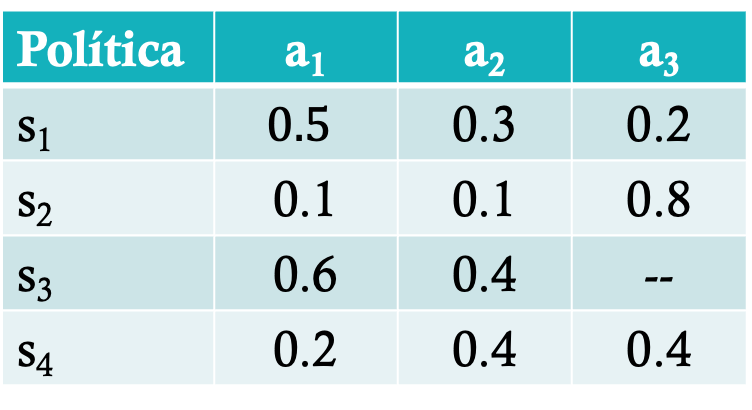 Política a₁ a₂ a₃
s₁ 0.5 0.3 0.2
s₂ 0.1 0.1 0.8
s₃ 0.6 0.4 --
s₄ 0.2 0.4 0.4